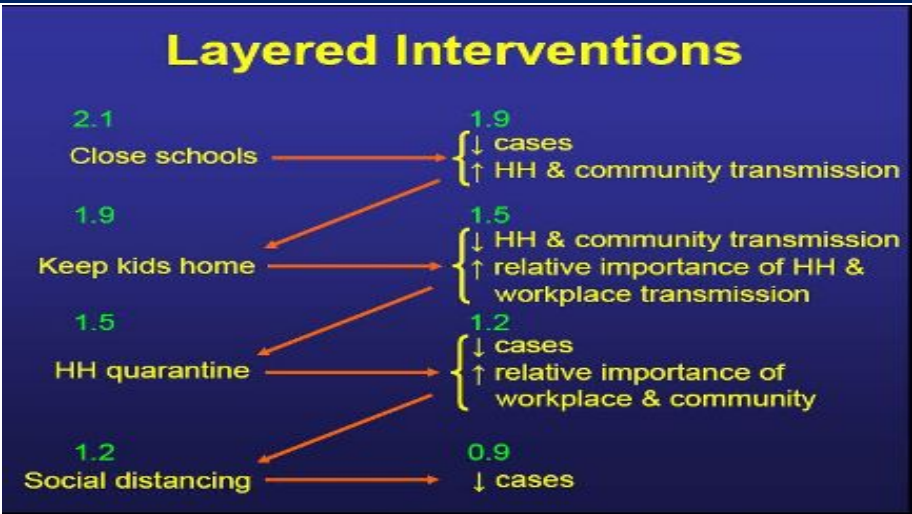 Layered Interventions
2.1
1.9
Close schools
↓ cases
↑ HH & community transmission
1.9
1.5
Keep kids home
↓ HH & community transmission
↑ relative importance of HH &
workplace transmission
1.5
1.2
HH quarantine
↓ cases
↑ relative importance of
workplace & community
1.2
0.9
Social distancing
↓ cases